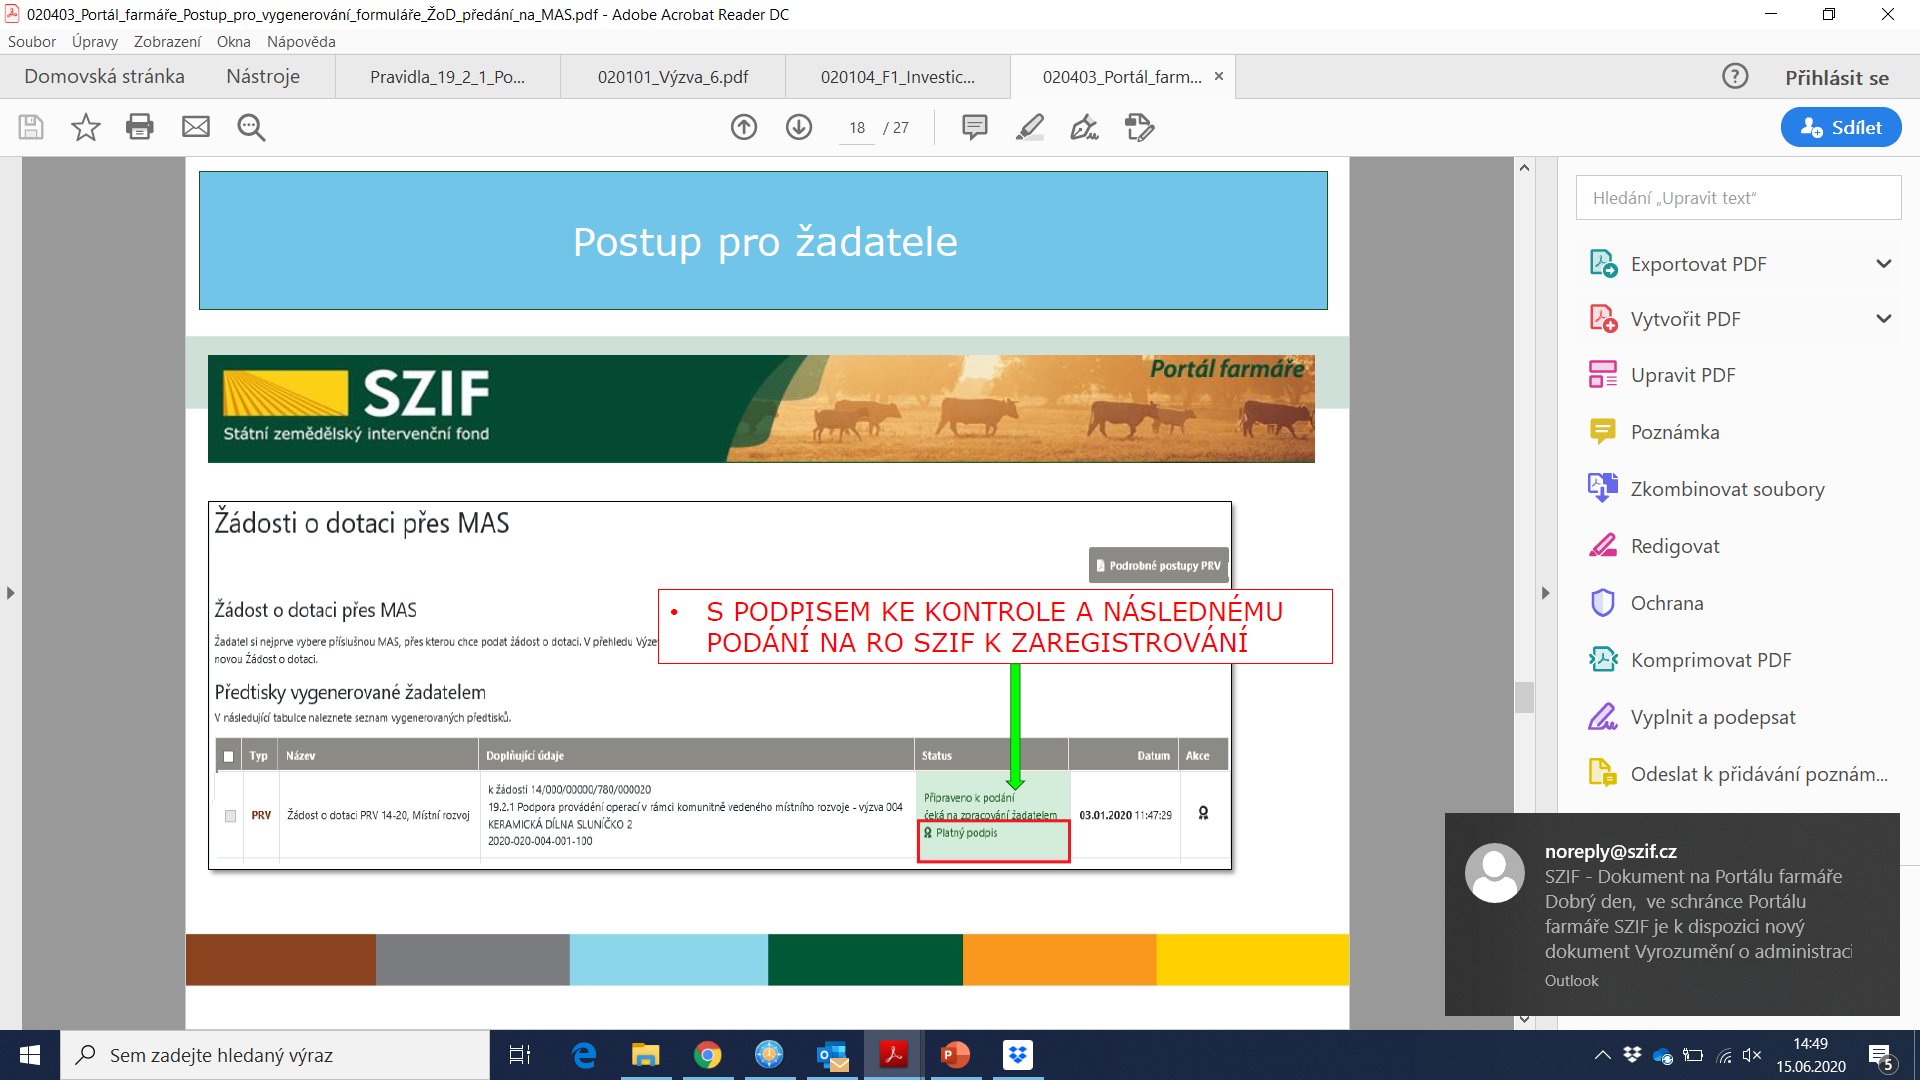 020403_Portál_farmáře_Postup_pro_vygenerování_formuláře_ŽoD_předání_na_MAS.pdf - Adobe Acrobat Reader DC
Soubor Úpravy Zobrazení Okna Nápověda
Domovská stránka Nástroje Pravidla_19_2_1_Po... 020101_Výzva_6.pdf 020104_F1_Investic... 020403_Portál_farm... × Přihlásit se
18 / 27 Sdílet
Postup pro žadatele
SZIF
Státní zemědělský intervenční fond
Portál farmáře
Žádosti o dotaci přes MAS
Podrobné postupy PRV
Žádost o dotaci přes MAS
• S PODPISEM KE KONTROLE A NÁSLEDNÉMU
PODÁNÍ NA RO SZIF K ZAREGISTROVÁNÍ
Žadatel si nejprve vybere příslušnou MAS, přes kterou chce podat žádost o dotaci. V přehledu Výze
novou Žádost o dotaci.
Předtisky vygenerované žadatelem
V následující tabulce naleznete seznam vygenerovaných předtisků.
Typ Název Doplňující údaje Status Datum Akce
PRV Žádost o dotaci PRV 14-20, Místní rozvoj
k žádosti 14/000/00000/780/000020
19.2.1 Podpora provádění operací v rámci komunitně vedeného místního rozvoje - výzva 004
KERAMICKÁ DÍLNA SLUNÍČKO 2
2020-020-004-001-100
Připraveno k podání
čeká na zpracování žadatelem
Platný podpis
03.01.2020 11:47:29
Hledání „Upravit text"
Exportovat PDF
Vytvořit PDF
Upravit PDF
Poznámka
Zkombinovat soubory
Redigovat
Ochrana
Komprimovat PDF
Vyplnit a podepsat
Odeslat k přidávání poznám...
noreply@szif.cz
SZIF - Dokument na Portálu farmáře
Dobrý den, ve schránce Portálu
farmáře SZIF je k dispozici nový
dokument Vyrozumění o administraci
Outlook
Sem zadejte hledaný výraz
14:49
15.06.2020
5